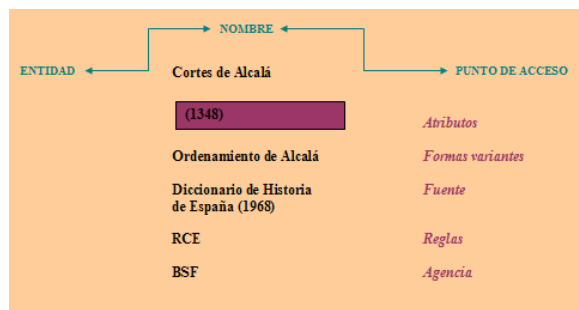 NOMBRE
ENTIDAD
PUNTO DE ACCESO
Cortes de Alcalá
(1348)
Atributos
Ordenamiento de Alcalá
Formas variantes
Diccionario de Historia
de España (1968)
Fuente
RCE
Reglas
BSF
Agencia